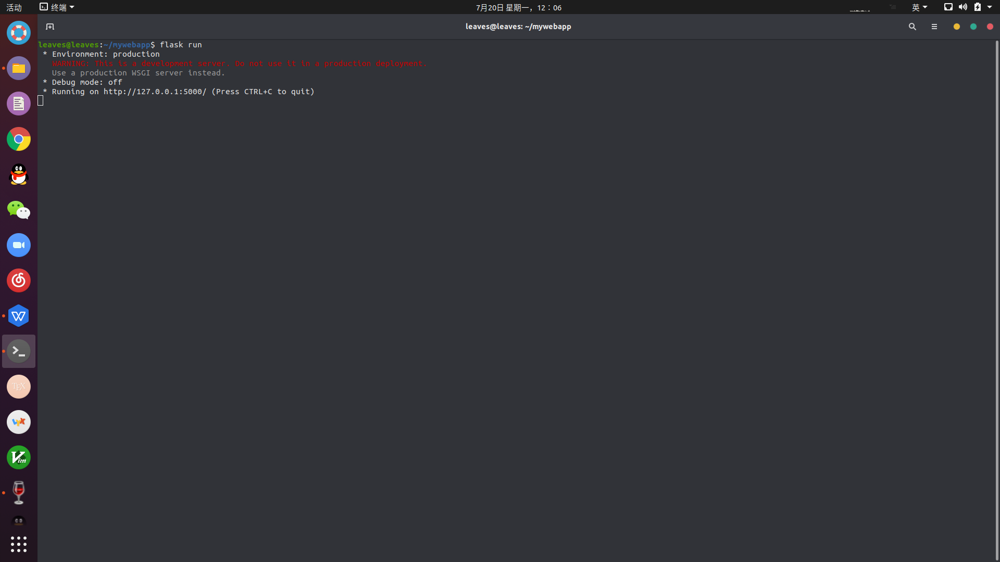 活动
终端
7月20日 星期一，12：06
英
leaves@leaves: ~/mywebapp
leaves@leaves:~/mywebapp$ flask run
* Environment: production
WARNING: This is a development server. Do not use it in a production deployment.
Use a production WSGI server instead.
* Debug mode: off
* Running on http://127.0.0.1:5000/ (Press CTRL+C to quit)
TEX
LYX
Vim